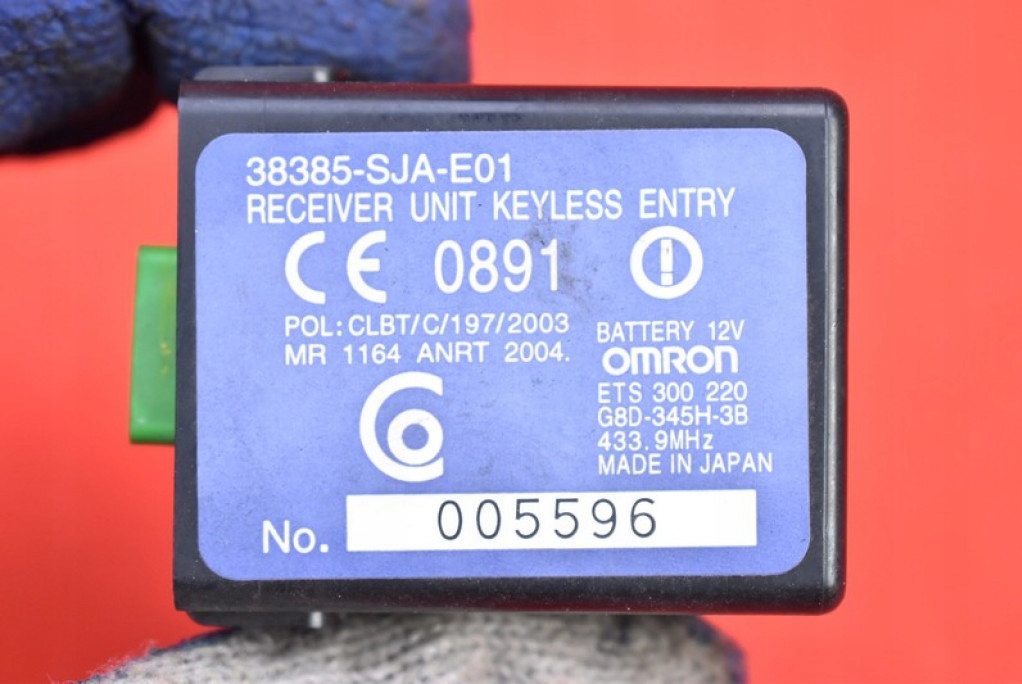 38385-SJA-E01
RECEIVER UNIT KEYLESS ENTRY
CE 0891
POL: CLBT/C/197/2003
MR 1164 ANRT 2004.
BATTERY 12V
OMRON
ETS 300 220
G8D-345H-3B
433.9MHz
MADE IN JAPAN
No. 005596